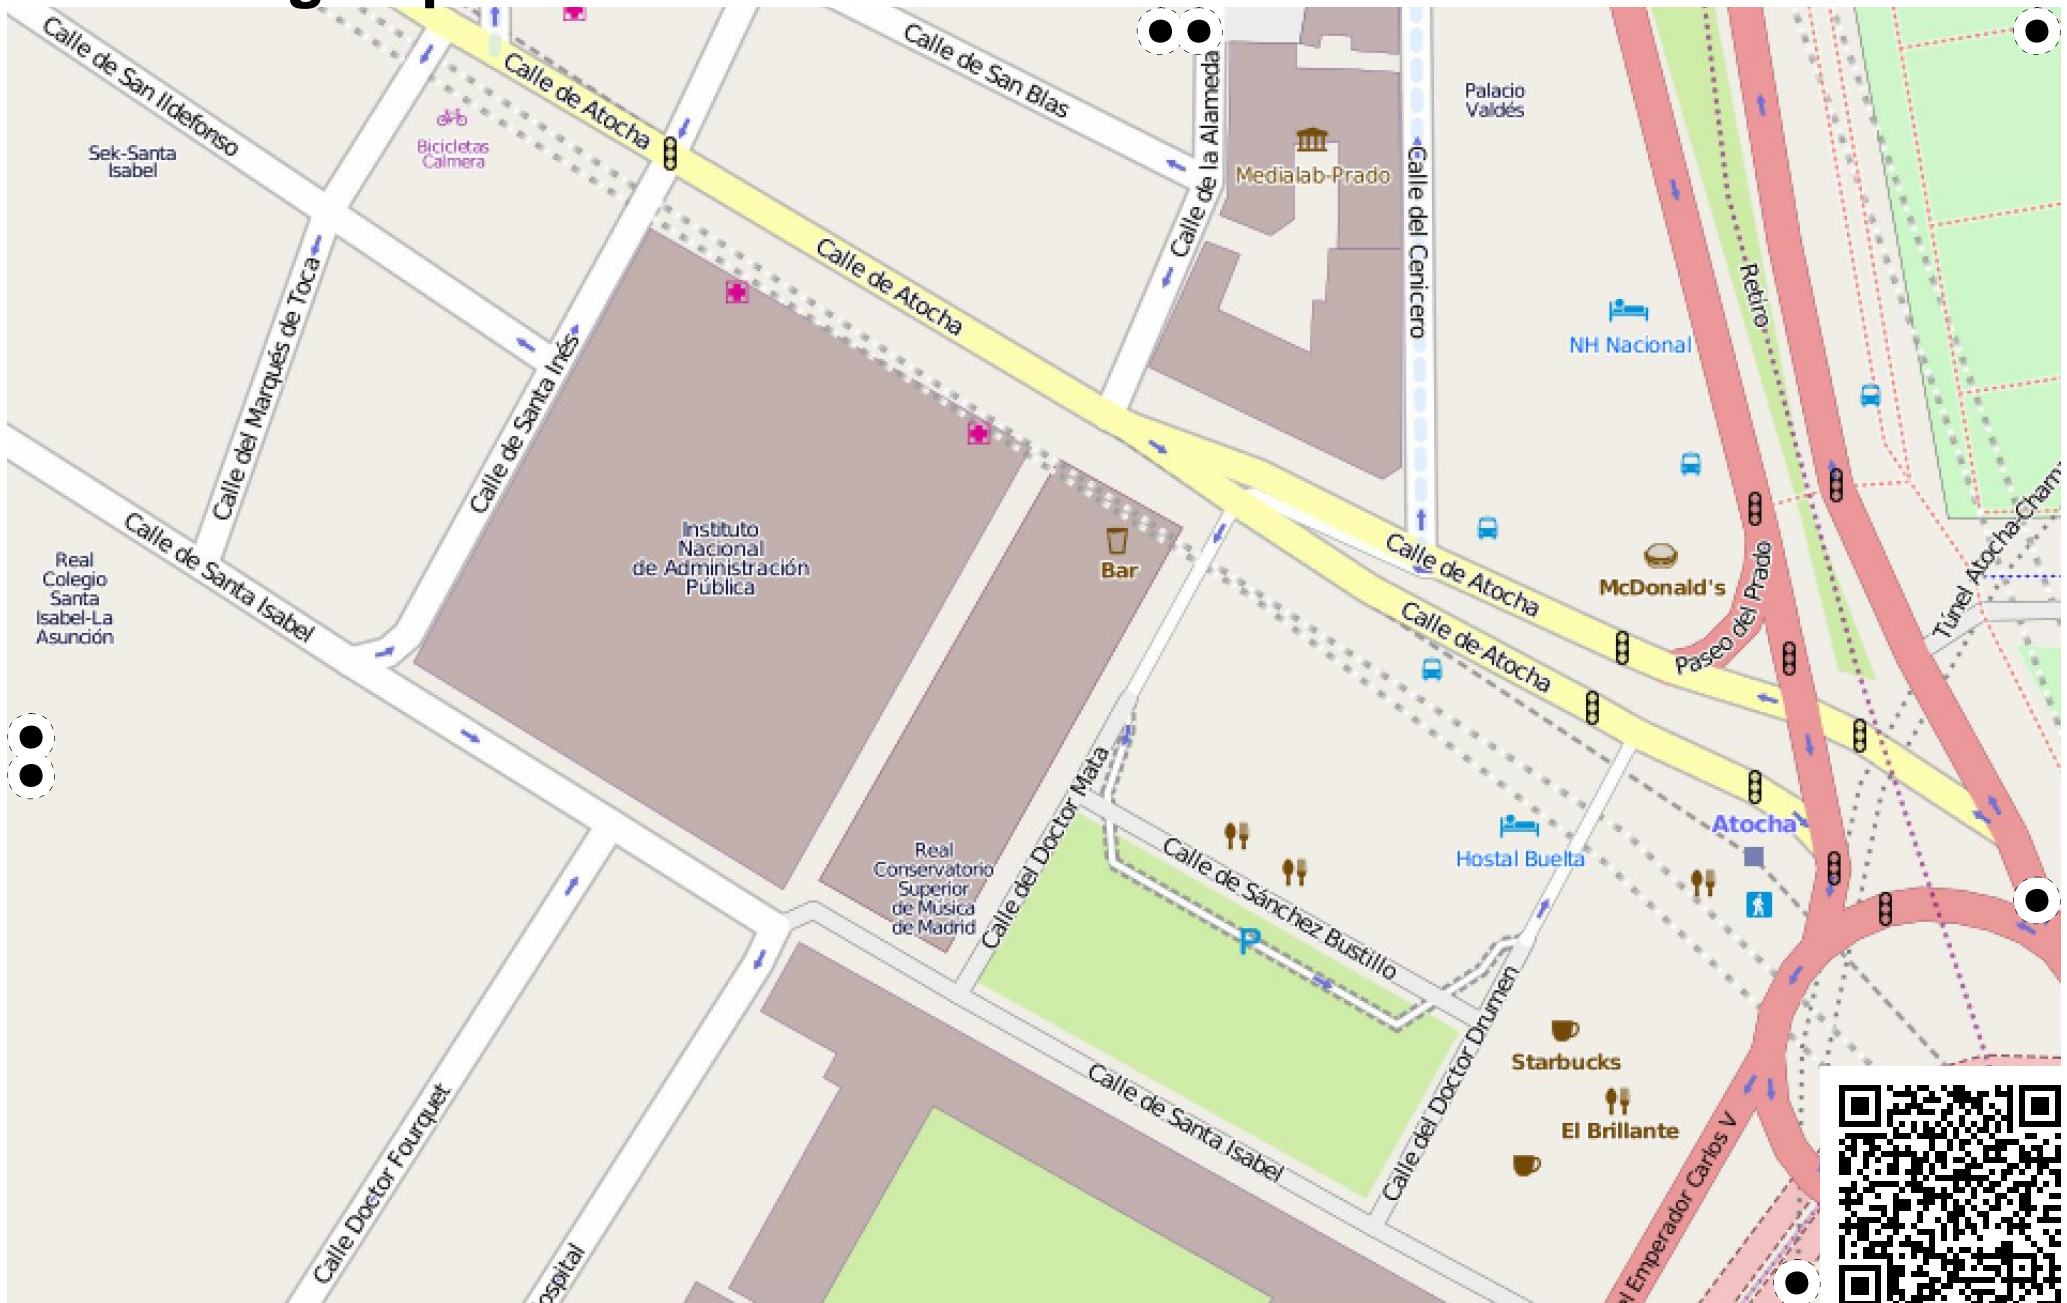 Calle de San Ildefonso
Calle de Atocha
Calle de San Blas
Calle de la Alameda
Palacio
Valdés
Bicicletas
Calmera
Sek-Santa
Isabel
Medialab-Prado
Calle del Cenicero
Calle de Atocha
Retiro
NH Nacional
Calle del Marqués de Toca
Calle de Santa Inés
Calle de Santa Isabel
Instituto
Nacional
de Administración
Pública
Bar
Calle de Atocha
McDonald's
Paseo del Prado
Túnel Atocha-Cham
Real
Colegio
Santa
Isabel-La
Asunción
Calle de Atocha
Calle del Doctor Mata
Atocha
Hostal Buelta
Calle de Sánchez Bustillo
Real
Conservatorio
Superior
de Música
de Madrid
P
Calle del Doctor Drumen
Starbucks
El Brillante
Calle de Santa Isabel
Calle Doctor Fourquet
ospital
el Emperador Carlos V